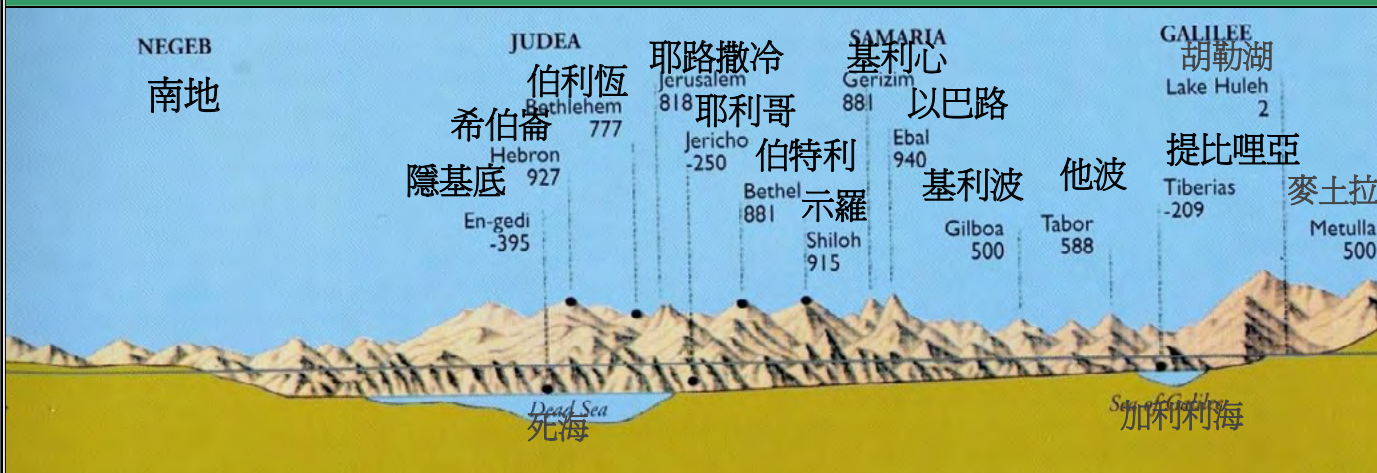 NEGEB
南地
JUDEA
SAMARIA
GALILEE
隱基底
En-gedi
-395
希伯崙
Hebron
927
伯利恆
Bethlehem
777
耶路撒冷
Jerusalem
818
耶利哥
Jericho
-250
伯特利
Bethel
881
示羅
Shiloh
915
基利心
Gerizim
881
以巴路
Ebal
940
基利波
Gilboa
500
他波
Tabor
588
提比哩亞
Tiberias
-209
胡勒湖
Lake Huleh
2
麥土拉
Metulla
500
Dead Sea
死海
Sea of Galilee
加利利海